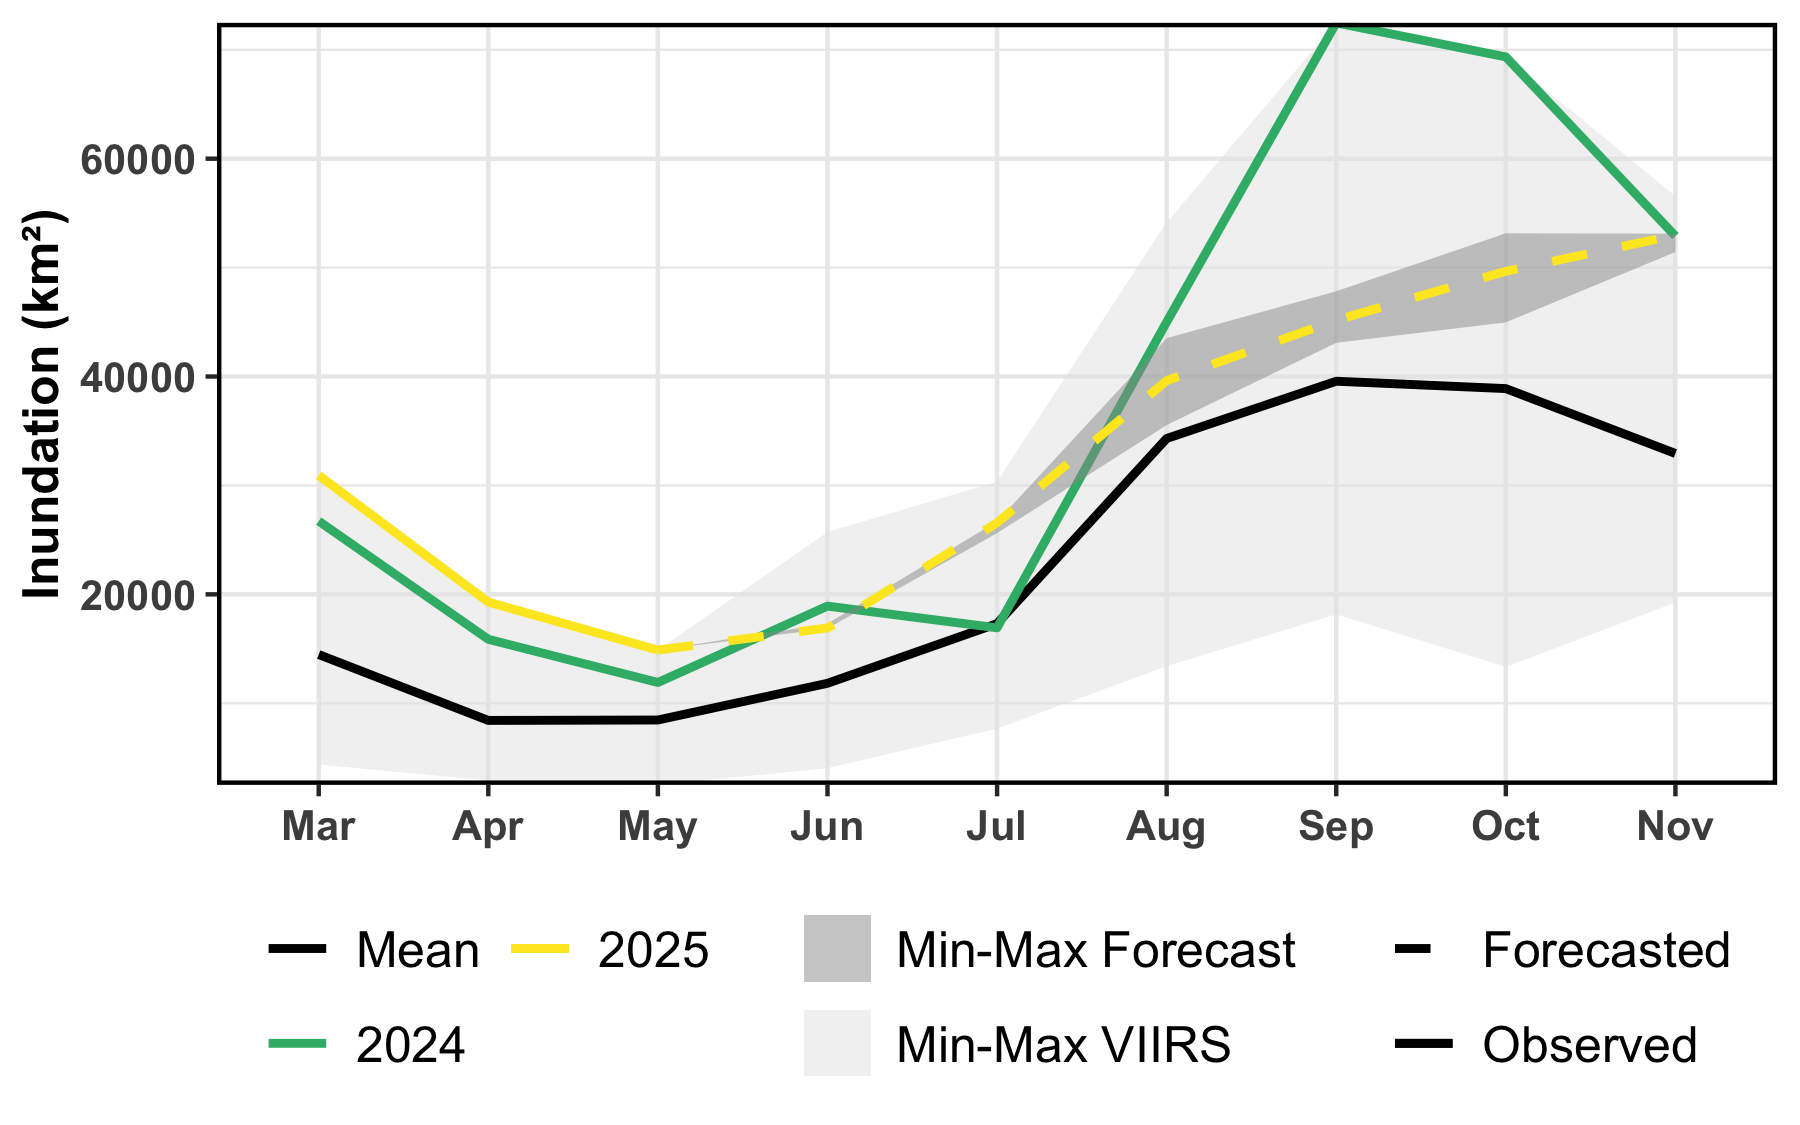 Inundation (km²)
60000
40000
20000
Mar Apr May Jun Jul Aug Sep Oct Nov
Mean 2025 Min-Max Forecast Forecasted
2024 Min-Max VIIRS Observed